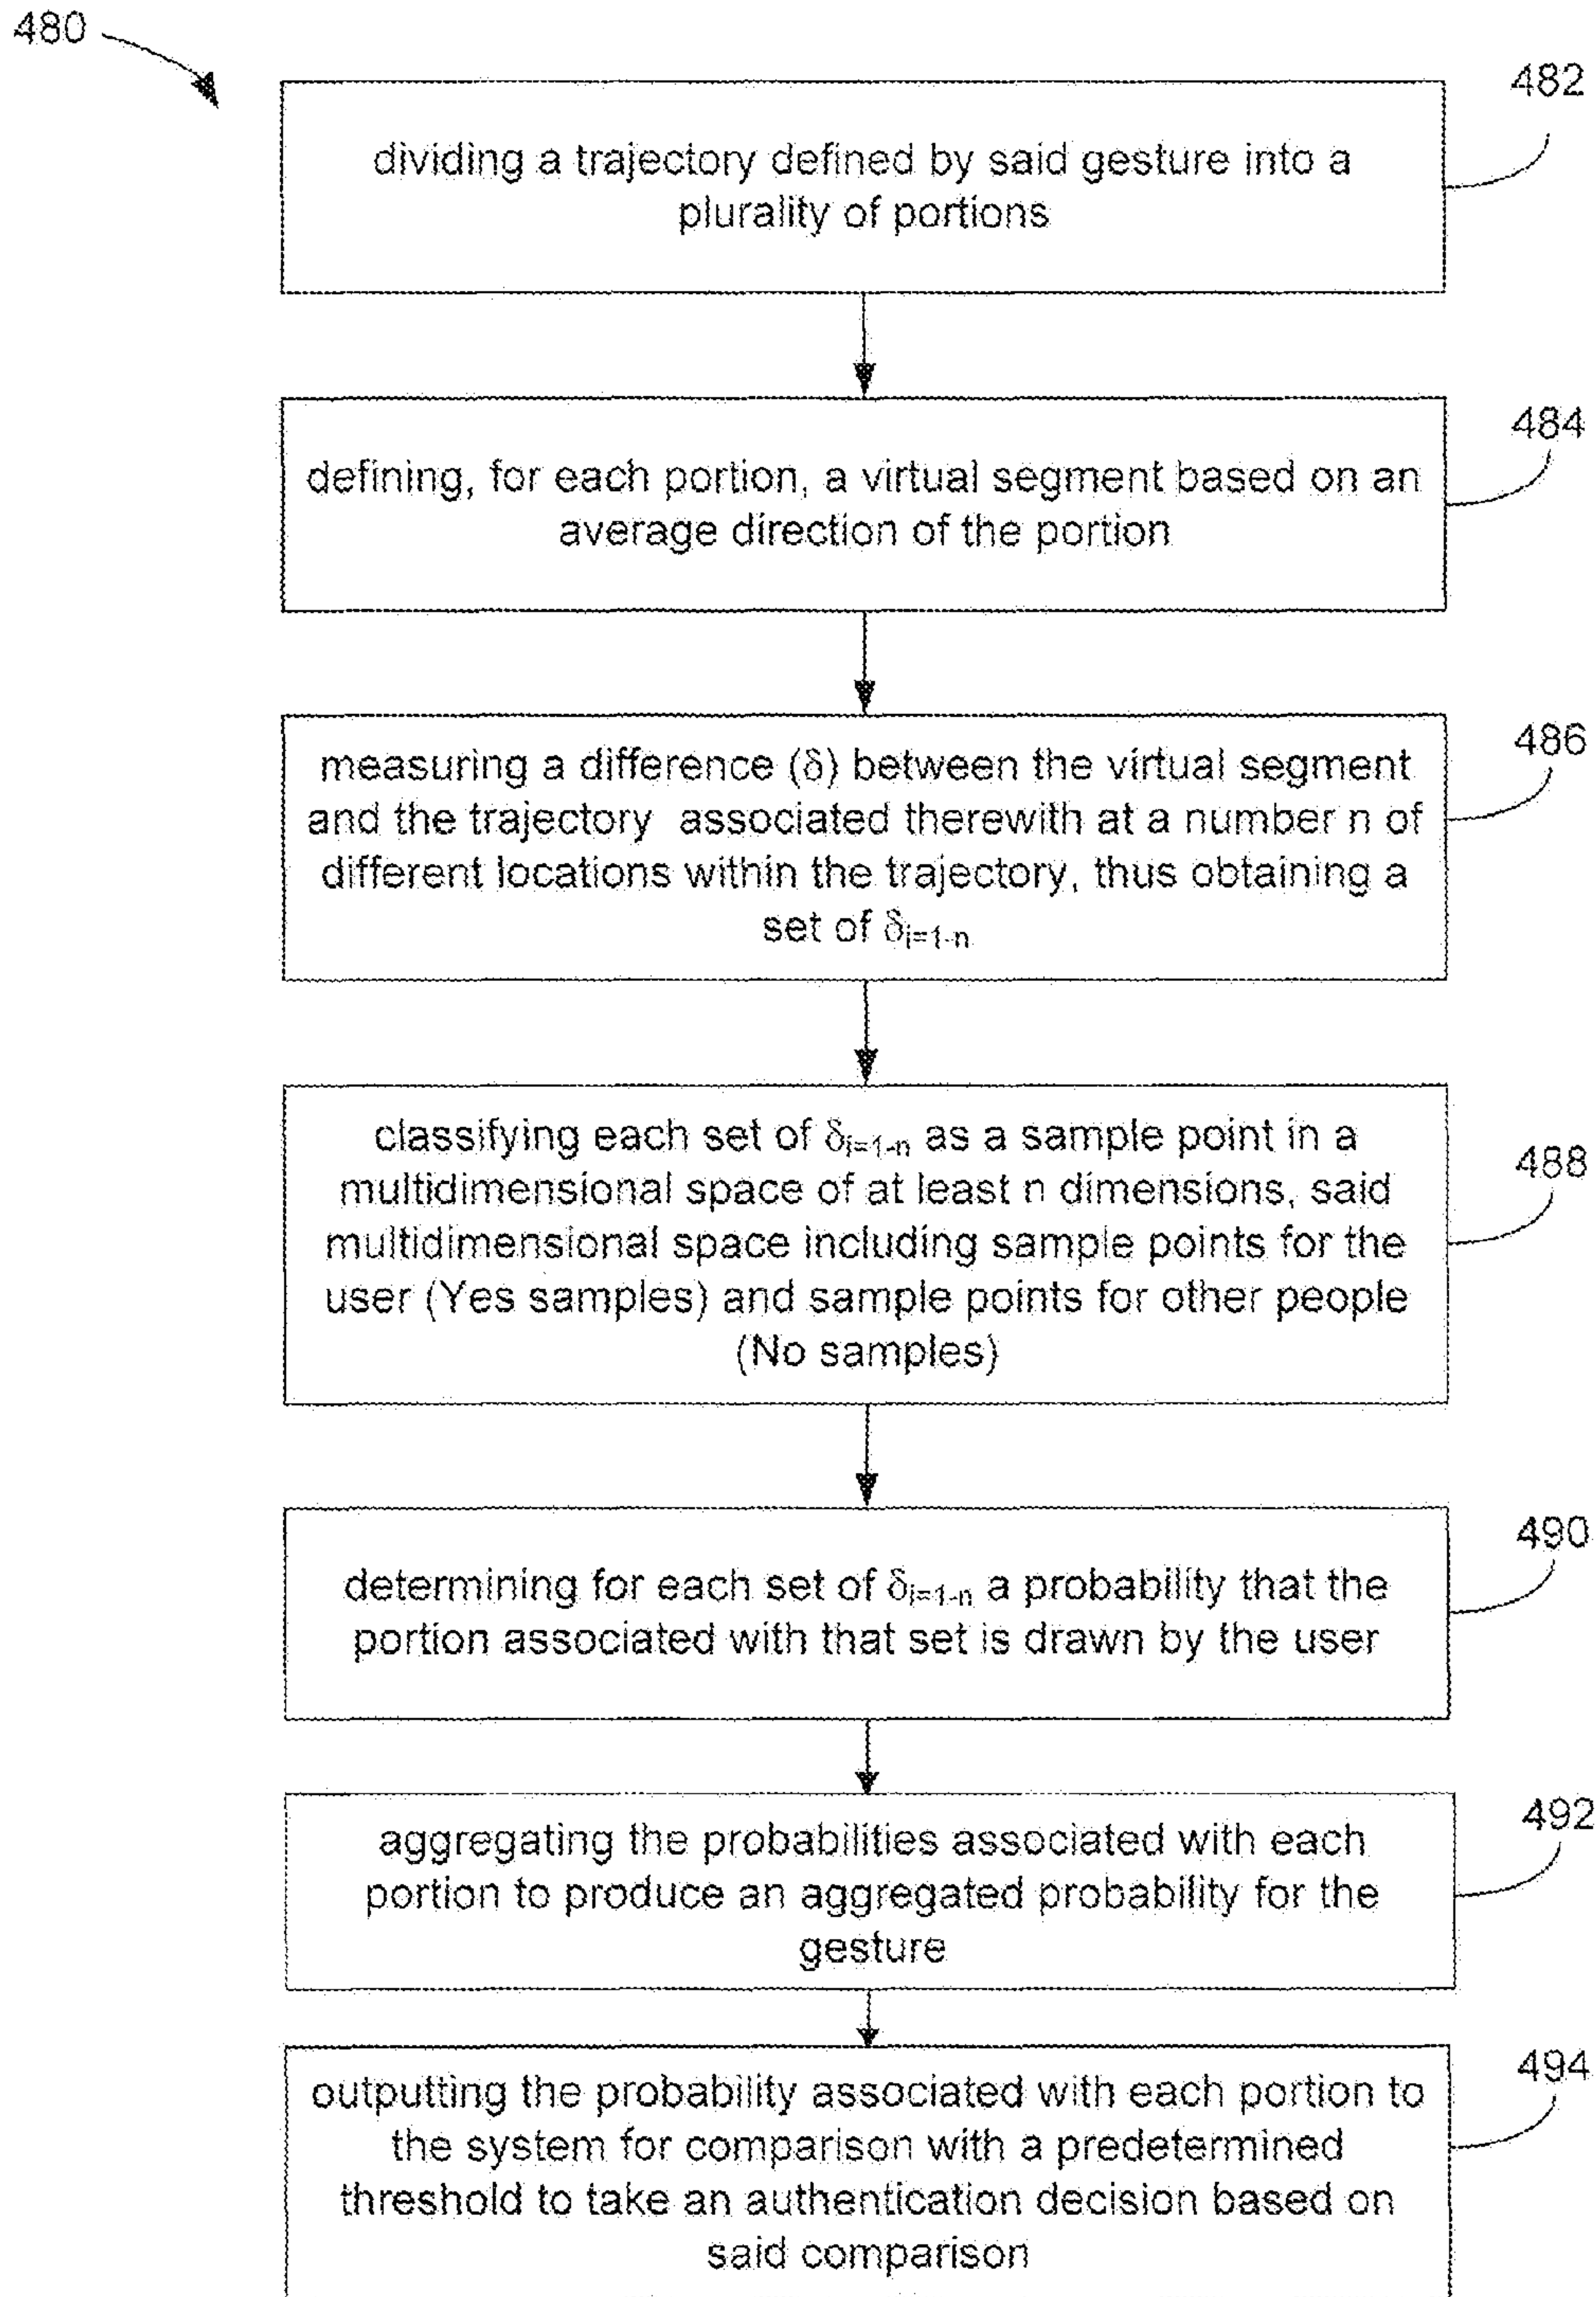 480
482
dividing a trajectory defined by said gesture into a
plurality of portions
484
defining, for each portion, a virtual segment based on an
average direction of the portion
486
measuring a difference (δ) between the virtual segment
and the trajectory associated therewith at a number n of
different locations within the trajectory, thus obtaining a
set of δi=1-n
488
classifying each set of δi=1-n as a sample point in a
multidimensional space of at least n dimensions, said
multidimensional space including sample points for the
user (Yes samples) and sample points for other people
(No samples)
490
determining for each set of δi=1-n a probability that the
portion associated with that set is drawn by the user
492
aggregating the probabilities associated with each
portion to produce an aggregated probability for the
gesture
494
outputting the probability associated with each portion to
the system for comparison with a predetermined
threshold to take an authentication decision based on
said comparison